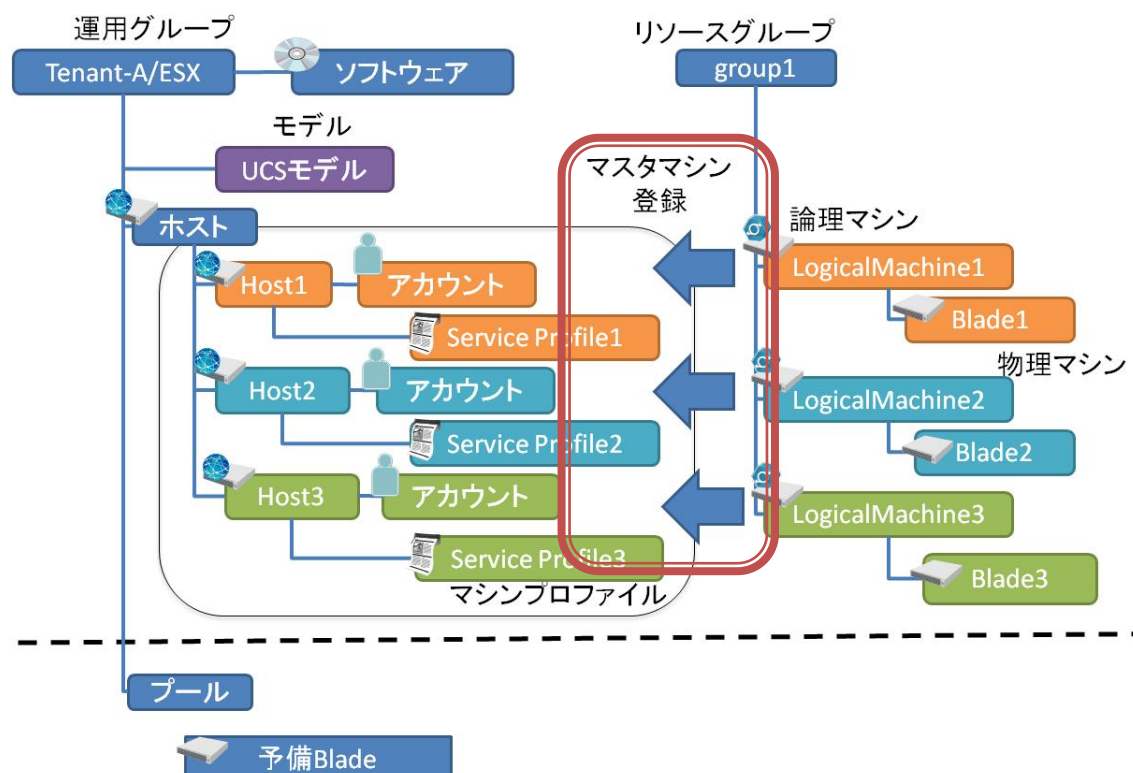 運用グループ
リソースグループ
Tenant-A/ESX
ソフトウェア
group1
モデル
UCSモデル
マスタマシン
登録
ホスト
論理マシン
Host1
アカウント
LogicalMachine1
Service Profile1
Blade1
物理マシン
Host2
アカウント
LogicalMachine2
Service Profile2
Blade2
Host3
アカウント
LogicalMachine3
Service Profile3
Blade3
マシンプロファイル
プール
予備Blade